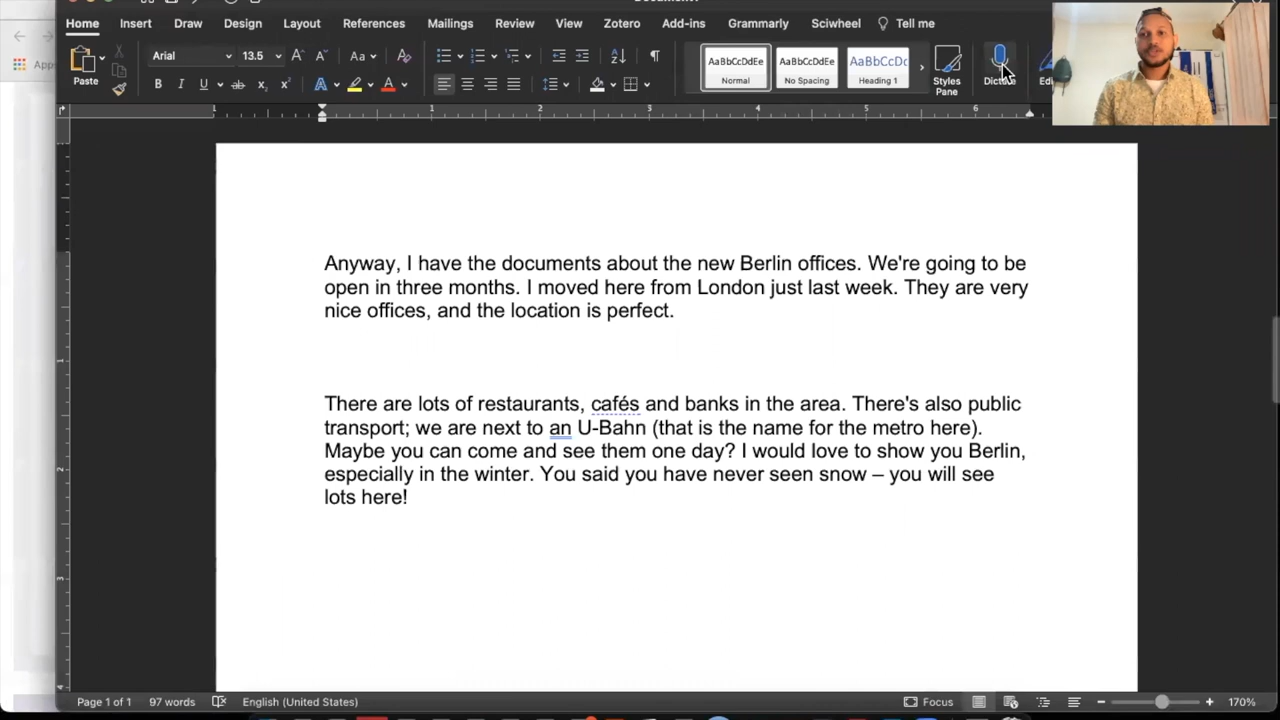 Home Insert Draw Design Layout References Mailings Review View Zotero Add-ins Grammarly Sciwheel Tell me
Arial 13.5
Paste
AaBbCcDdEe AaBbCcDdEe AaBbCcDc
Normal No Spacing Heading 1
Styles Pane
Anyway, I have the documents about the new Berlin offices. We're going to be
open in three months. I moved here from London just last week. They are very
nice offices, and the location is perfect.
There are lots of restaurants, cafés and banks in the area. There's also public
transport; we are next to an U-Bahn (that is the name for the metro here).
Maybe you can come and see them one day? I would love to show you Berlin,
especially in the winter. You said you have never seen snow – you will see
lots here!
Page 1 of 1 97 words English (United States) Focus 170%